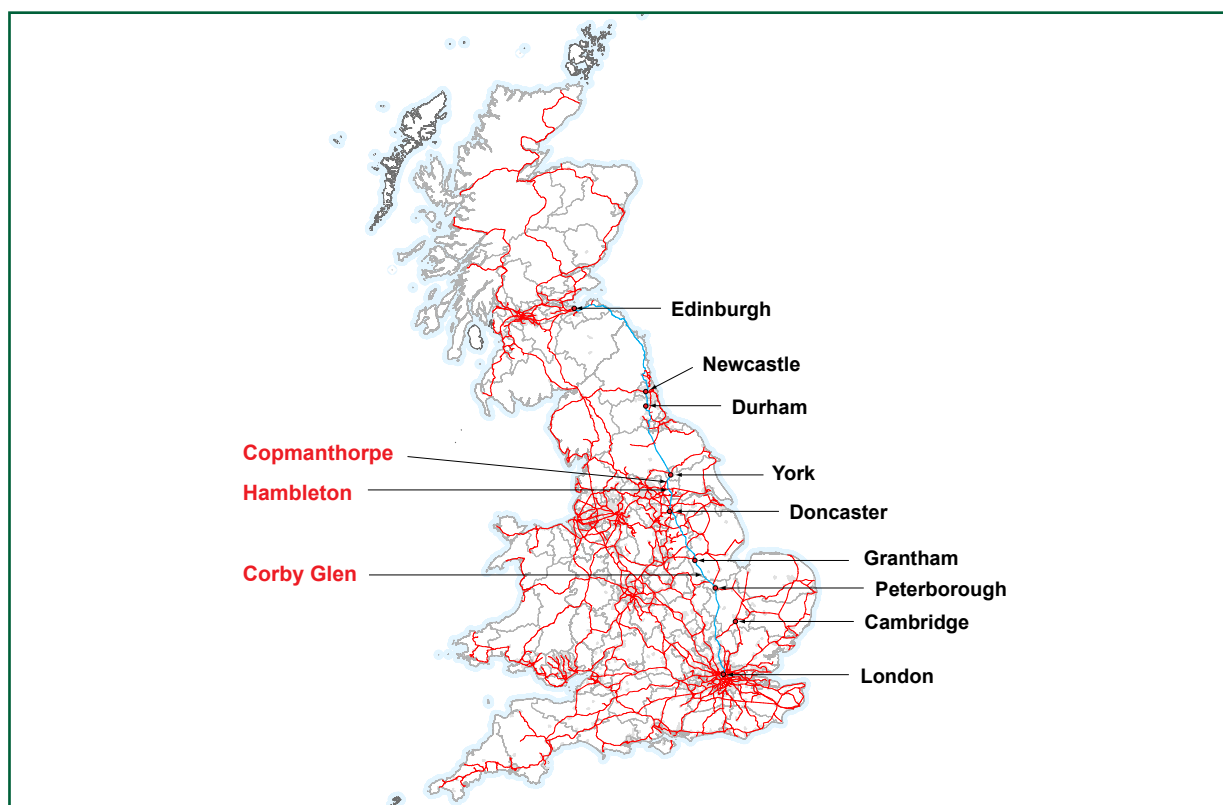 Edinburgh
Newcastle
Durham
Copmanthorpe
York
Hambleton
Doncaster
Grantham
Corby Glen
Peterborough
Cambridge
London